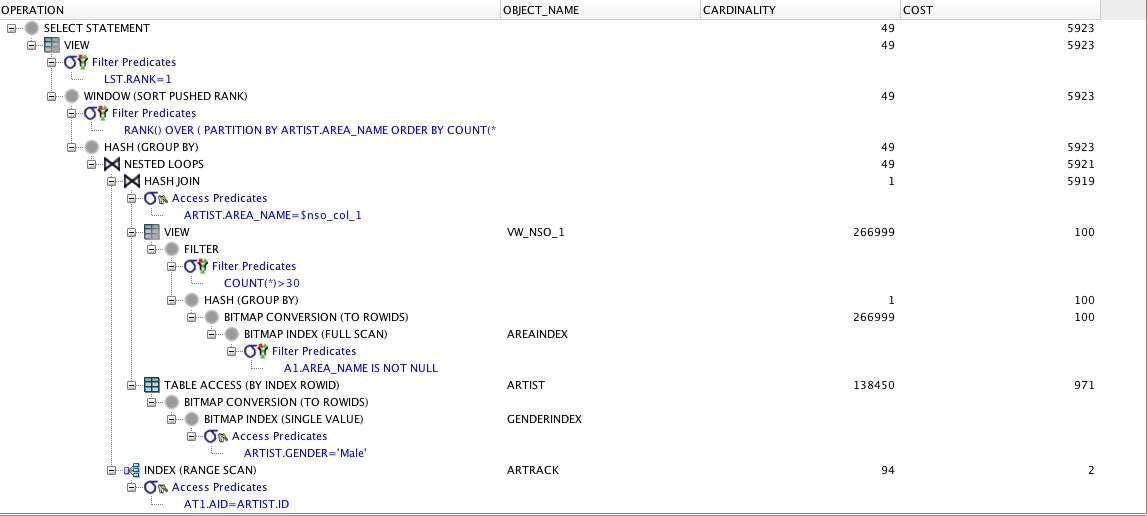 OPERATION OBJECT_NAME CARDINALITY COST
SELECT STATEMENT 49 5923
VIEW 49 5923
Filter Predicates
LST.RANK=1
WINDOW (SORT PUSHED RANK) 49 5923
Filter Predicates
RANK() OVER ( PARTITION BY ARTIST.AREA_NAME ORDER BY COUNT(*
HASH (GROUP BY) 49 5923
NESTED LOOPS 49 5921
HASH JOIN 1 5919
Access Predicates
ARTIST.AREA_NAME=$nso_col_1
VIEW VW_NSO_1 266999 100
FILTER
Filter Predicates
COUNT(*)>30
HASH (GROUP BY) 1 100
BITMAP CONVERSION (TO ROWIDS) 266999 100
BITMAP INDEX (FULL SCAN) AREAINDEX
Filter Predicates
A1.AREA_NAME IS NOT NULL
TABLE ACCESS (BY INDEX ROWID) ARTIST 138450 971
BITMAP CONVERSION (TO ROWIDS)
BITMAP INDEX (SINGLE VALUE) GENDERINDEX
Access Predicates
ARTIST.GENDER='Male'
INDEX (RANGE SCAN) ARTRACK 94 2
Access Predicates
AT1.AID=ARTIST.ID